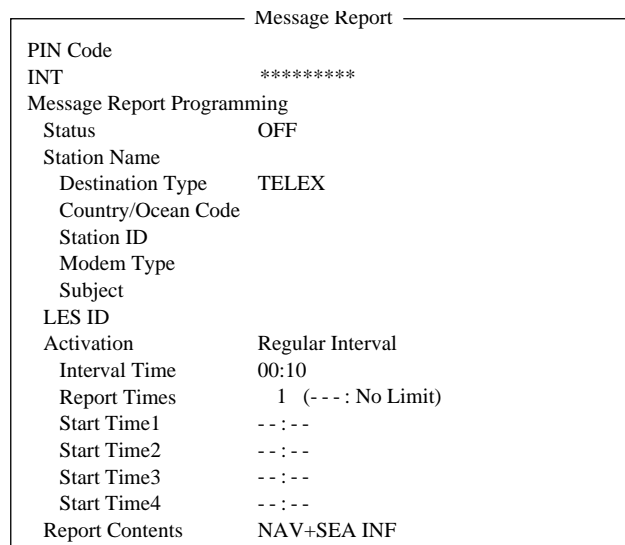 Message Report
PIN Code
INT *********
Message Report Programming
Status OFF
Station Name
Destination Type TELEX
Country/Ocean Code
Station ID
Modem Type
Subject
LES ID
Activation Regular Interval
Interval Time 00:10
Report Times 1 (- - - : No Limit)
Start Time1 - - : - -
Start Time2 - - : - -
Start Time3 - - : - -
Start Time4 - - : - -
Report Contents NAV+SEA INF